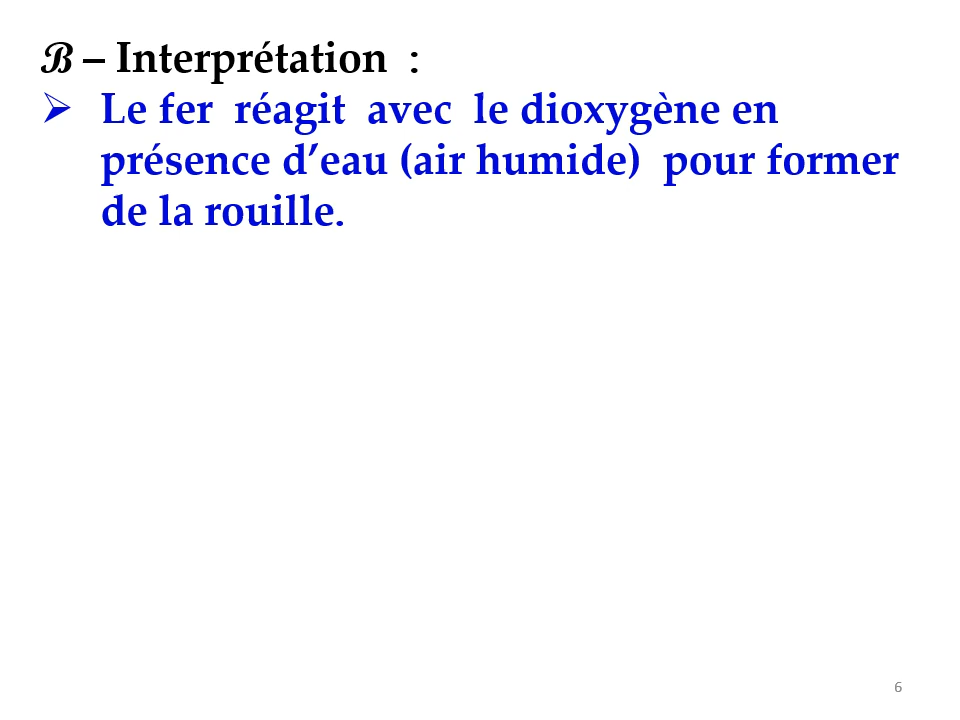 ℬ – Interprétation :
➢ Le fer réagit avec le dioxygène en
présence d’eau (air humide) pour former
de la rouille.
6